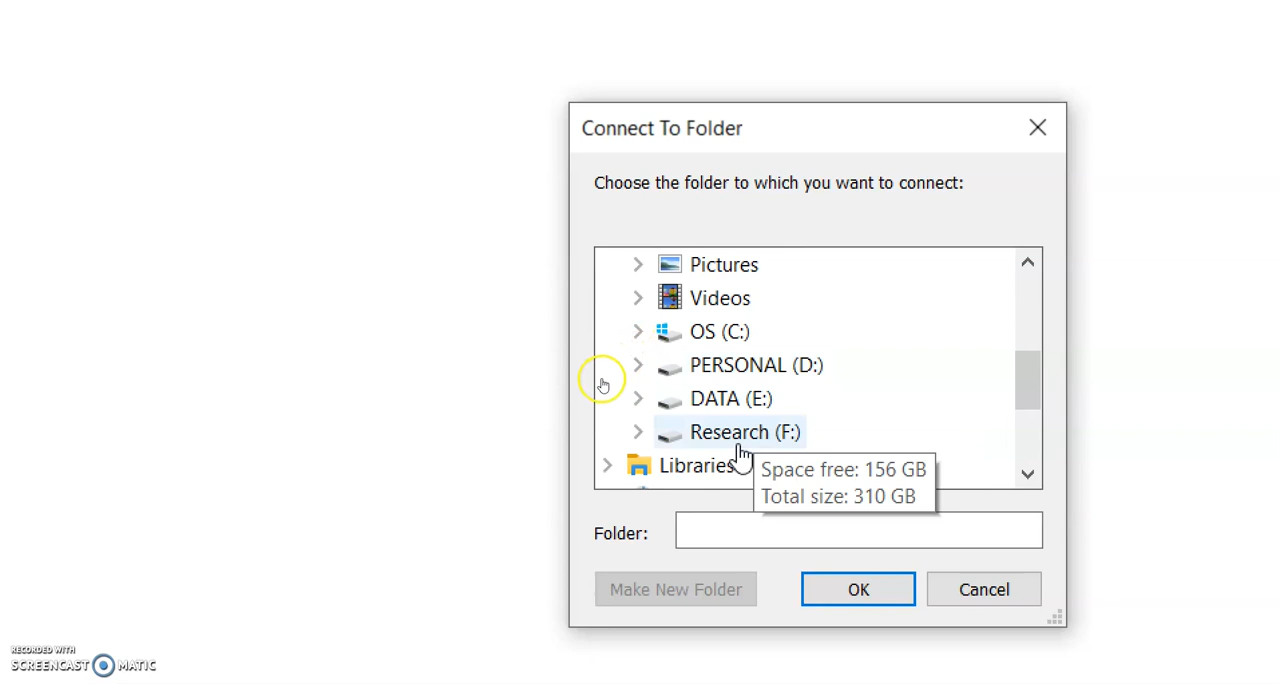 Connect To Folder
Choose the folder to which you want to connect:
Pictures
Videos
OS (C:)
PERSONAL (D:)
DATA (E:)
Research (F:)
Libraries
Space free: 156 GB
Total size: 310 GB
Folder:
Make New Folder
OK
Cancel
RECORDED WITH
SCREENCAST MATIC